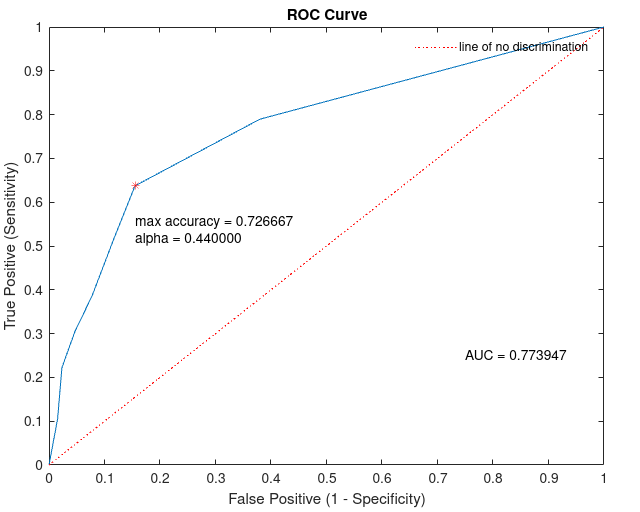 ROC Curve
line of no discrimination
1
0.9
0.8
0.7
0.6
0.5
0.4
0.3
0.2
0.1
0
True Positive (Sensitivity)
max accuracy = 0.726667
alpha = 0.440000
AUC = 0.773947
0 0.1 0.2 0.3 0.4 0.5 0.6 0.7 0.8 0.9 1
False Positive (1 - Specificity)